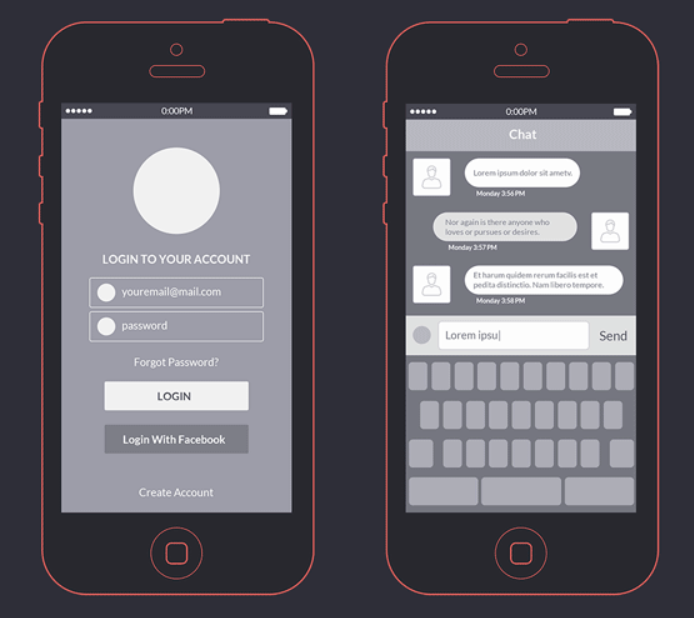 0:00PM
LOGIN TO YOUR ACCOUNT
youremail@mail.com
password
Forgot Password?
LOGIN
Login With Facebook
Create Account
0:00PM
Chat
Lorem ipsum dolor sit ametv.
Monday 3:56 PM
Nor again is there anyone who
loves or pursues or desires.
Monday 3:57 PM
Et harum quidem rerum facilis est et
pedita distinctio. Nam libero tempore.
Monday 3:58 PM
Lorem ipsu|
Send